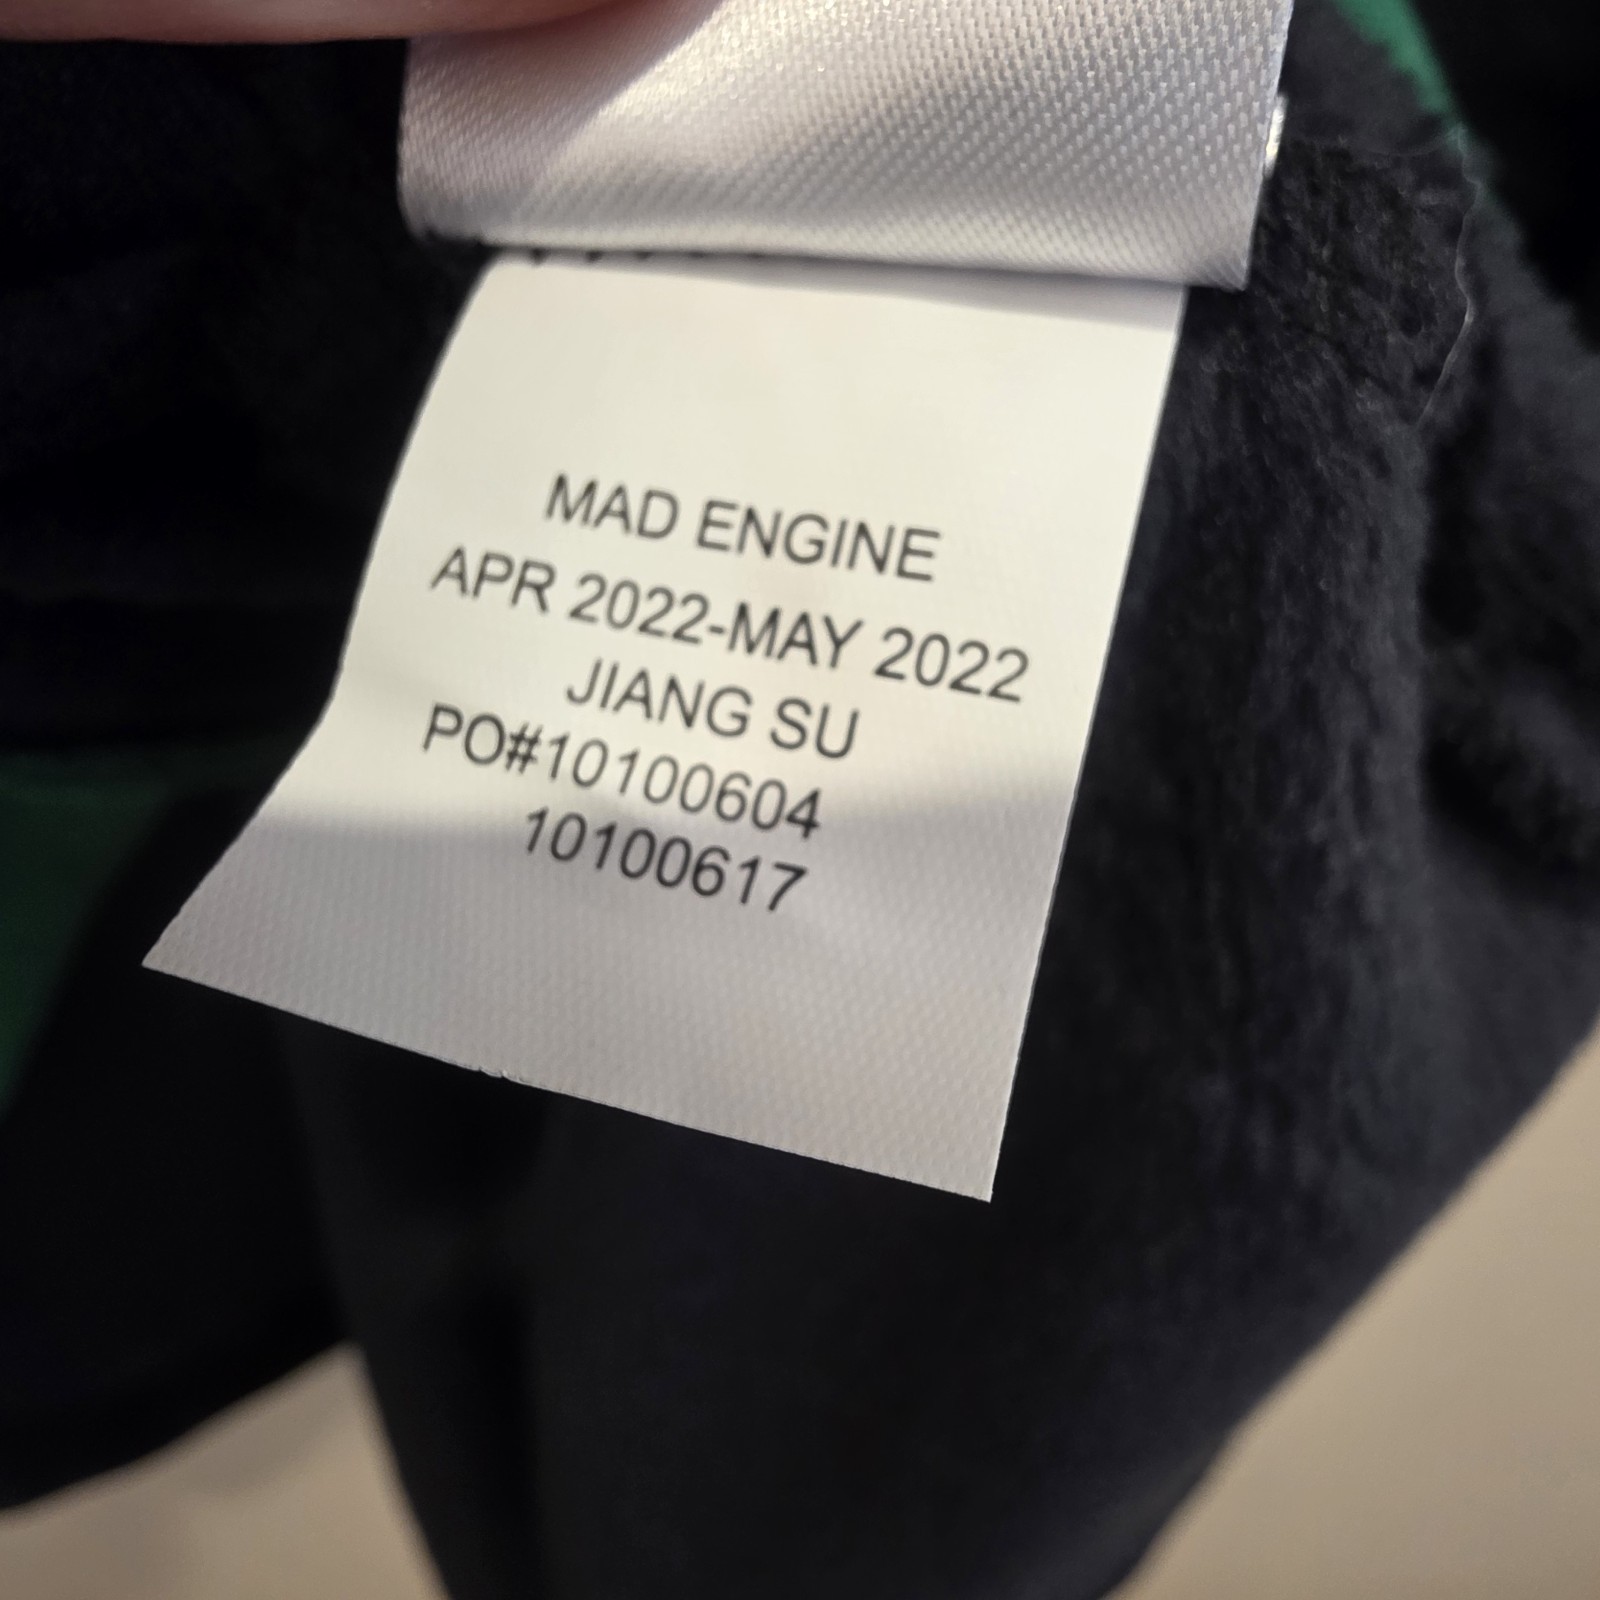 MAD ENGINE
APR 2022-MAY 2022
JIANG SU
PO#10100604
10100617